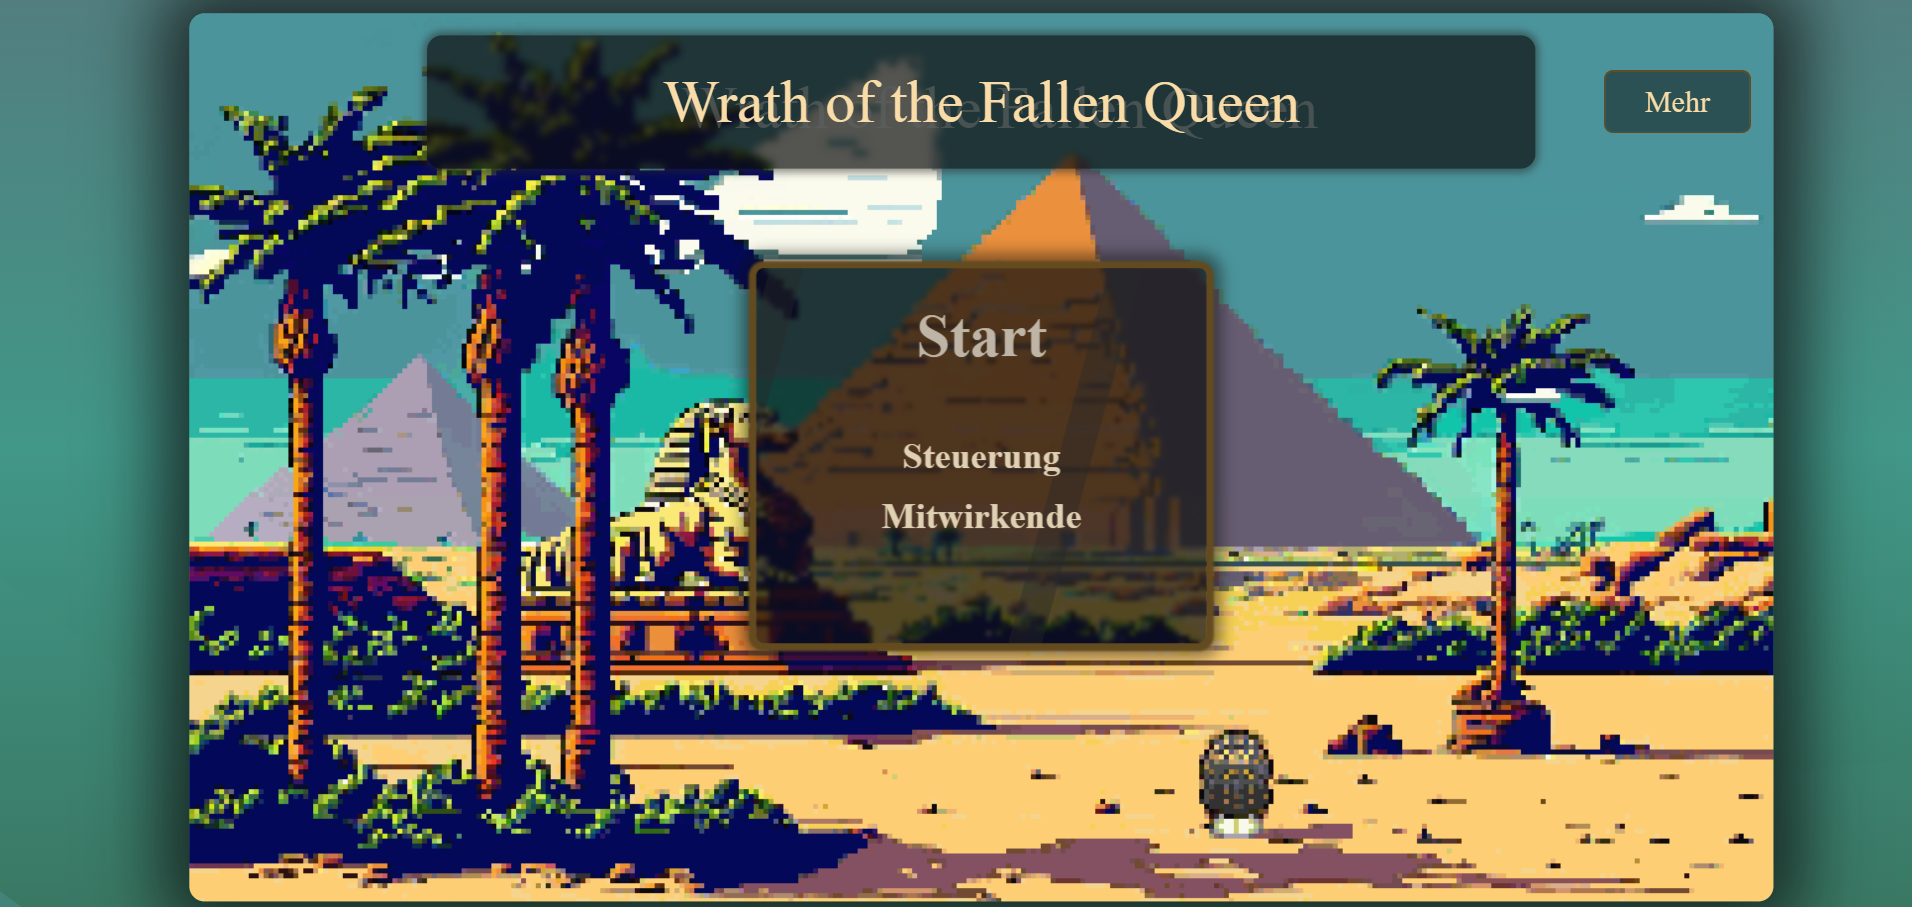 Wrath of the Fallen Queen
Mehr
Start
Steuerung
Mitwirkende